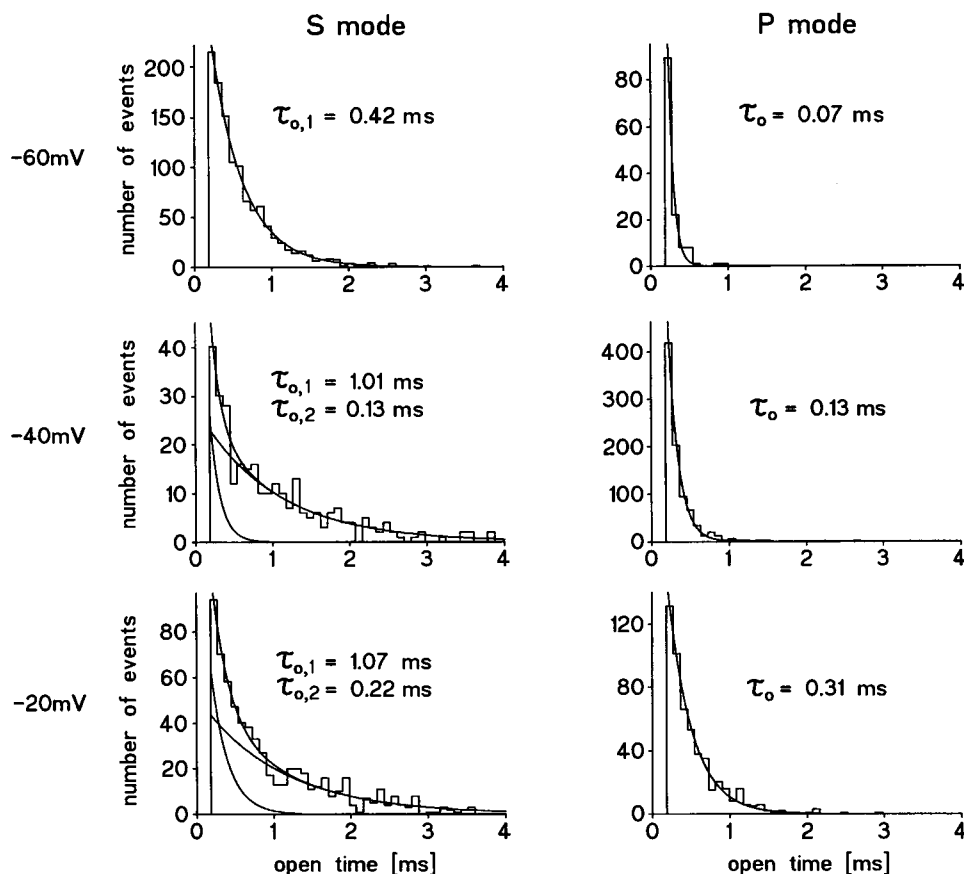 S mode
P mode
-60mV
number of events
200
150
100
50
0
τo,1 = 0.42 ms
0 1 2 3 4
80
60
40
20
0
τo = 0.07 ms
0 1 2 3 4
-40mV
number of events
40
30
20
10
0
τo,1 = 1.01 ms
τo,2 = 0.13 ms
0 1 2 3 4
400
300
200
100
0
τo = 0.13 ms
0 1 2 3 4
-20mV
number of events
80
60
40
20
0
τo,1 = 1.07 ms
τo,2 = 0.22 ms
0 1 2 3 4
open time [ms]
120
80
40
0
τo = 0.31 ms
0 1 2 3 4
open time [ms]